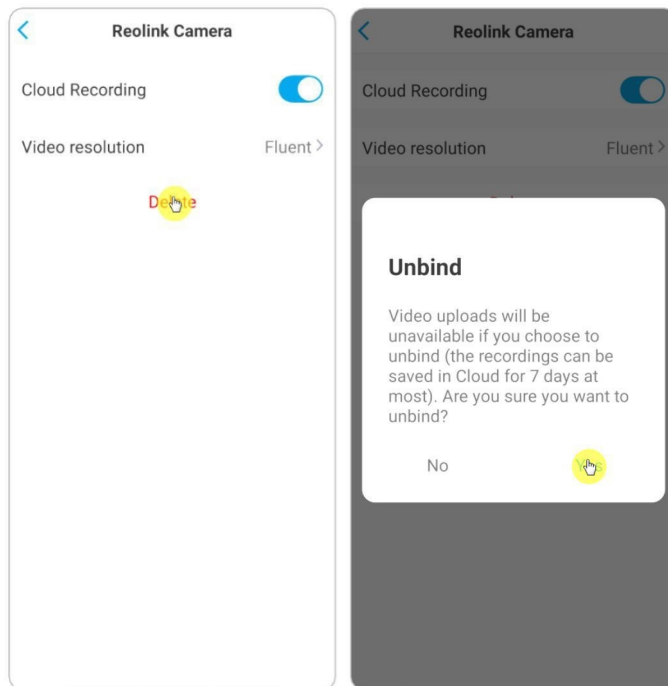 Reolink Camera
Cloud Recording
Video resolution
Fluent >
Delete
Reolink Camera
Cloud Recording
Video resolution
Fluent >
Unbind
Video uploads will be
unavailable if you choose to
unbind (the recordings can be
saved in Cloud for 7 days at
most). Are you sure you want to
unbind?
No
Yes